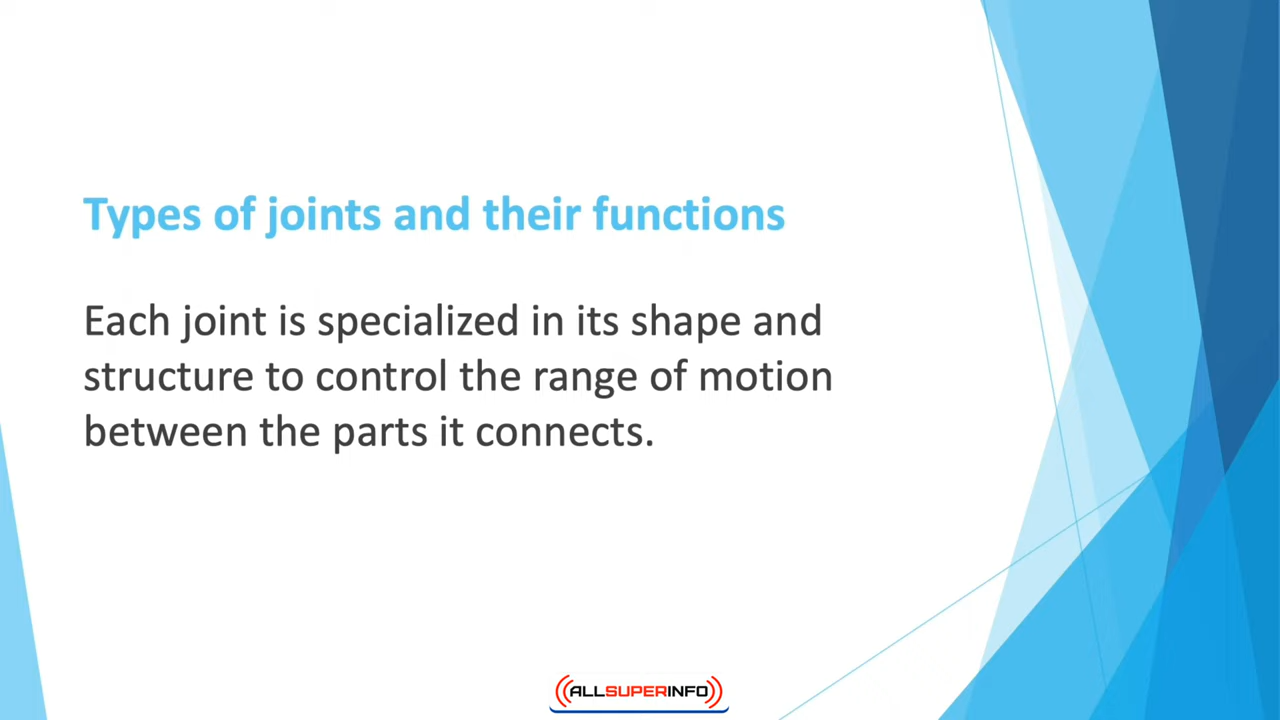 Types of joints and their functions
Each joint is specialized in its shape and
structure to control the range of motion
between the parts it connects.
ALLSUPERINFO